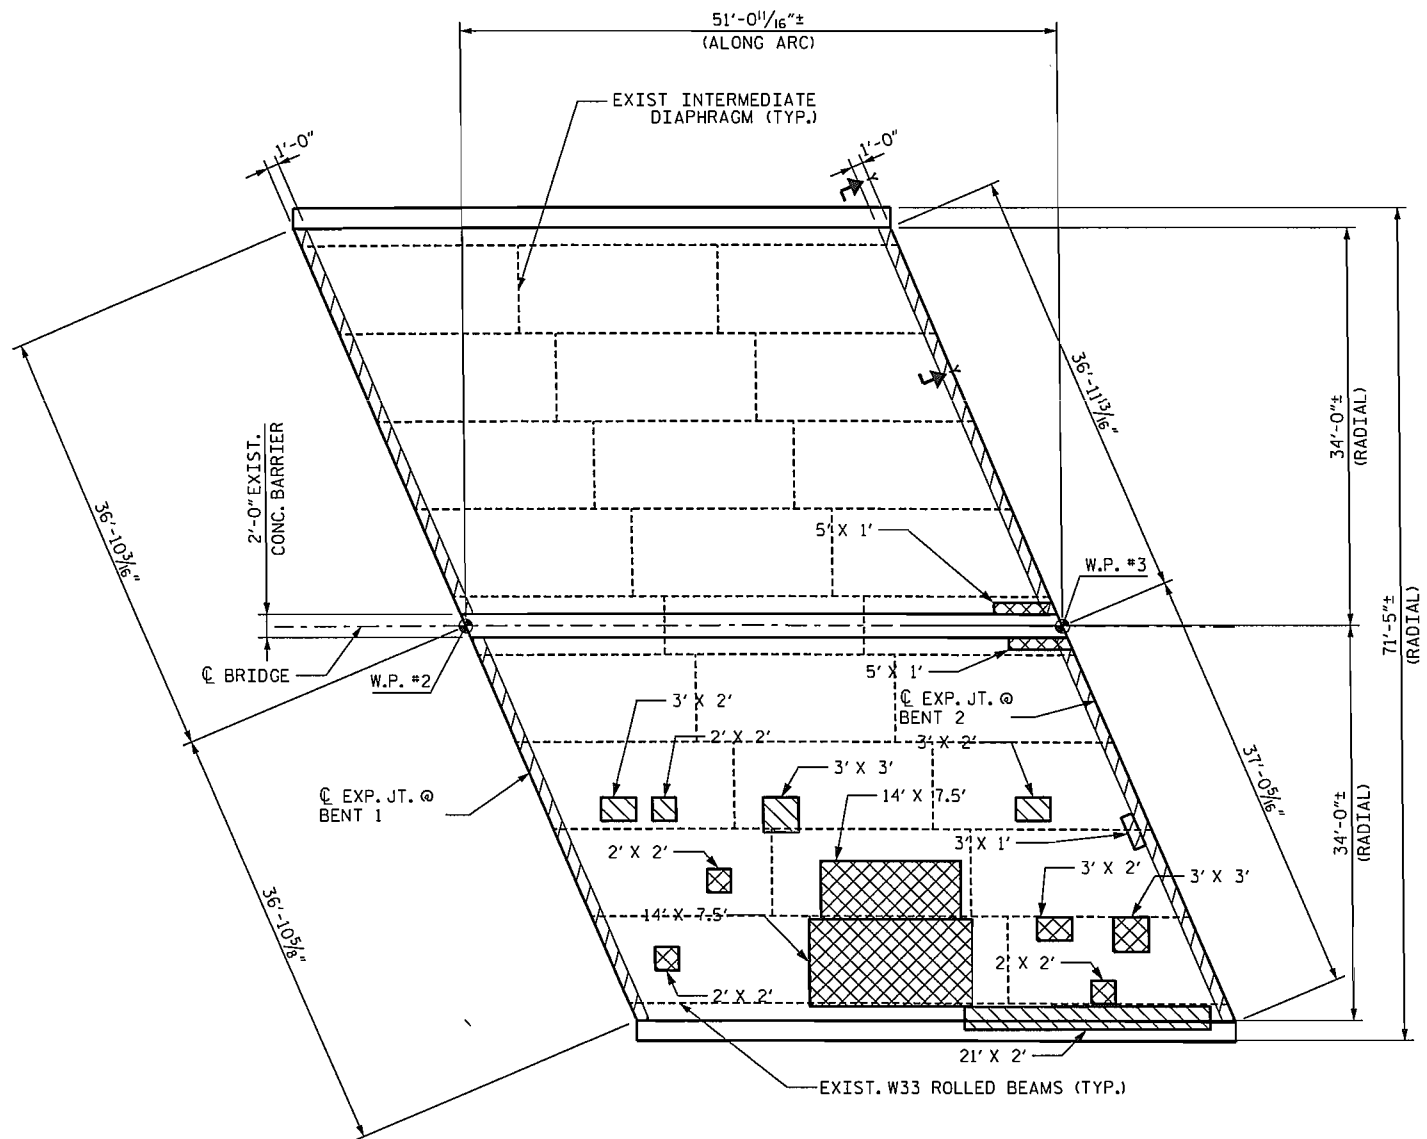 51'-0 11/16"±
(ALONG ARC)
EXIST INTERMEDIATE
DIAPHRAGM (TYP.)
1'-0"
1'-0"
Y
Y
36'-11 13/16"
34'-0"±
(RADIAL)
71'-5"±
(RADIAL)
2'-0" EXIST.
CONC. BARRIER
36'-10 3/16"
5' X 1'
W.P. #3
℄ BRIDGE
W.P. #2
5' X 1'
℄ EXP. JT. @
BENT 2
3' X 2'
2' X 2'
3' X 2'
3' X 3'
14' X 7.5'
37'-0 5/16"
34'-0"±
(RADIAL)
℄ EXP. JT. @
BENT 1
3' X 1'
2' X 2'
3' X 2'
3' X 3'
14' X 7.5'
36'-10 5/8"
2' X 2'
2' X 2'
21' X 2'
EXIST. W33 ROLLED BEAMS (TYP.)